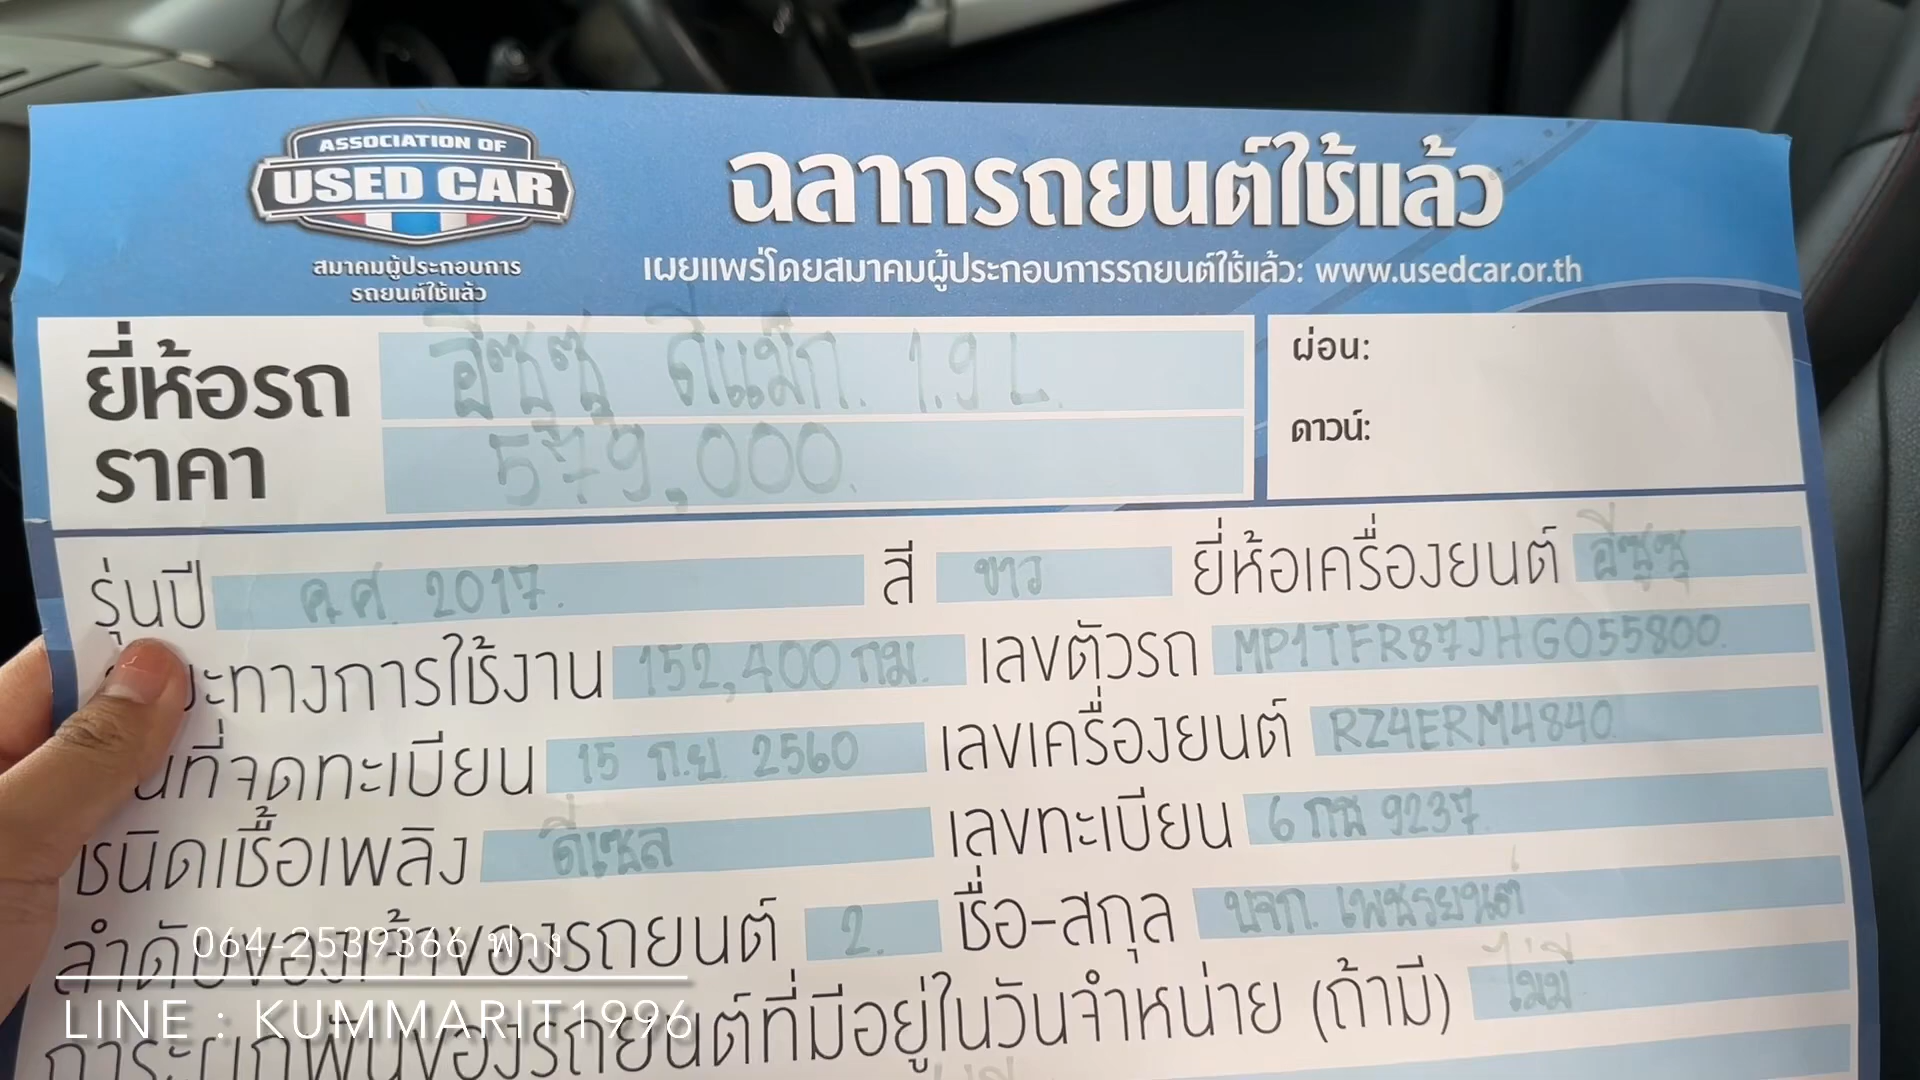 ASSOCIATION OF
USED CAR
สมาคมผู้ประกอบการ
รถยนต์ใช้แล้ว
ฉลากรถยนต์ใช้แล้ว
เผยแพร่โดยสมาคมผู้ประกอบการรถยนต์ใช้แล้ว: www.usedcar.or.th
ยี่ห้อรถ อีซูซุ ดีแม็ก. 1.9 L.
ราคา 579,000.
ผ่อน:
ดาวน์:
รุ่นปี ค.ศ. 2017. สี ขาว ยี่ห้อเครื่องยนต์ อีซูซุ
ะทางการใช้งาน 152,400 กม. เลขตัวรถ MP1TFR87JHG055800.
นที่จดทะเบียน 15 ก.ย 2560 เลขเครื่องยนต์ RZ4ERM4840
ชนิดเชื้อเพลิง ดีเซล เลขทะเบียน 6 กฬ 9237
ลำดับของเจ้าของรถยนต์ 2. ชื่อ-สกุล บจก. เพชรยนต์
ภาระผูกพันของรถยนต์ที่มีอยู่ในวันจำหน่าย (ถ้ามี) ไม่มี
064-2539366 ฟาง
LINE : KUMMARIT1996